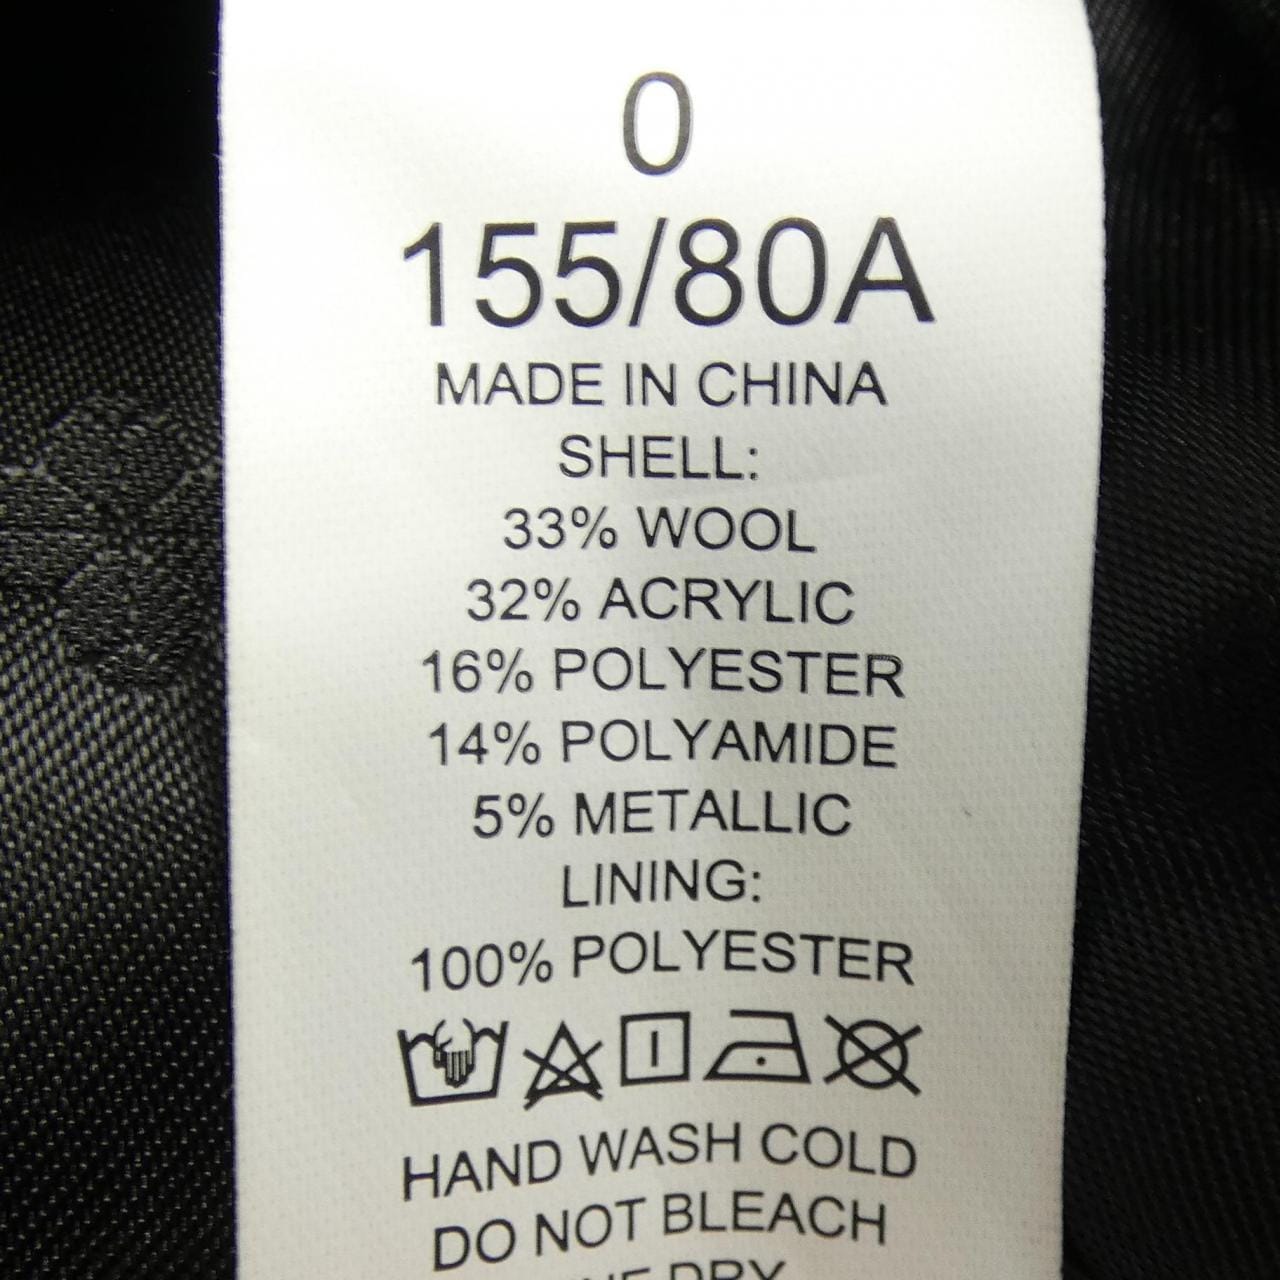 0
155/80A
MADE IN CHINA
SHELL:
33% WOOL
32% ACRYLIC
16% POLYESTER
14% POLYAMIDE
5% METALLIC
LINING:
100% POLYESTER
HAND WASH COLD
DO NOT BLEACH
DRY